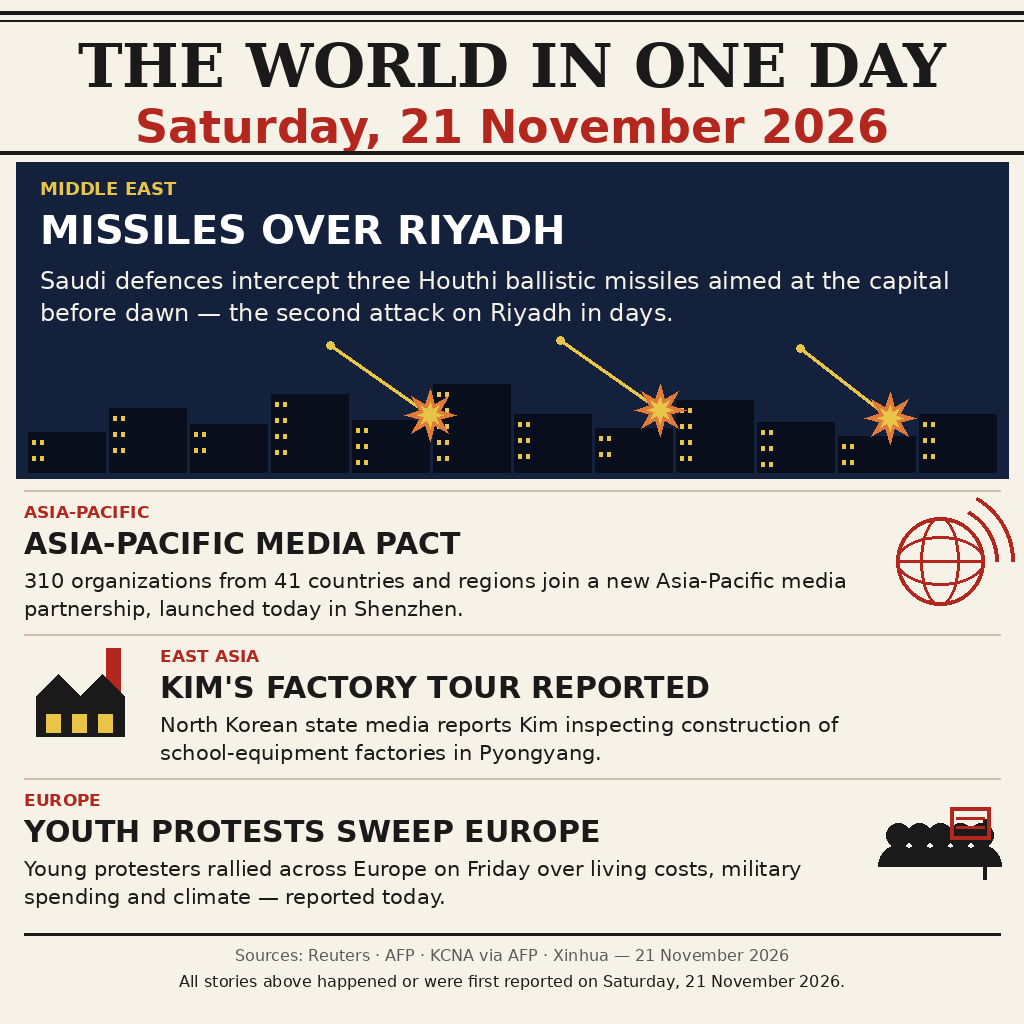 THE WORLD IN ONE DAY
Saturday, 21 November 2026
MIDDLE EAST
MISSILES OVER RIYADH
Saudi defences intercept three Houthi ballistic missiles aimed at the capital
before dawn — the second attack on Riyadh in days.
ASIA-PACIFIC
ASIA-PACIFIC MEDIA PACT
310 organizations from 41 countries and regions join a new Asia-Pacific media
partnership, launched today in Shenzhen.
EAST ASIA
KIM'S FACTORY TOUR REPORTED
North Korean state media reports Kim inspecting construction of
school-equipment factories in Pyongyang.
EUROPE
YOUTH PROTESTS SWEEP EUROPE
Young protesters rallied across Europe on Friday over living costs, military
spending and climate — reported today.
Sources: Reuters · AFP · KCNA via AFP · Xinhua — 21 November 2026
All stories above happened or were first reported on Saturday, 21 November 2026.